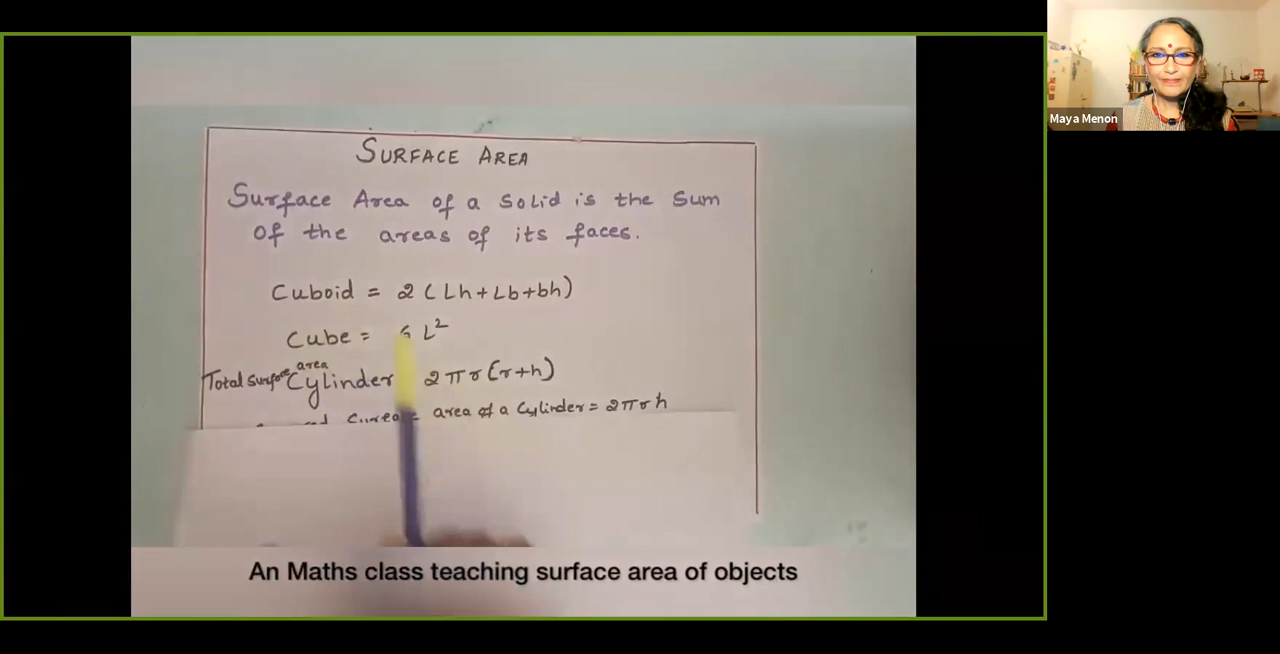 SURFACE AREA
Surface Area of a Solid is the Sum
of the areas of its faces.
Cuboid = 2 (Lh+Lb+bh)
Cube = 6 L²
Total Surface area
Cylinder 2πr(r+h)
area of a Cylinder = 2πrh
An Maths class teaching surface area of objects
Maya Menon